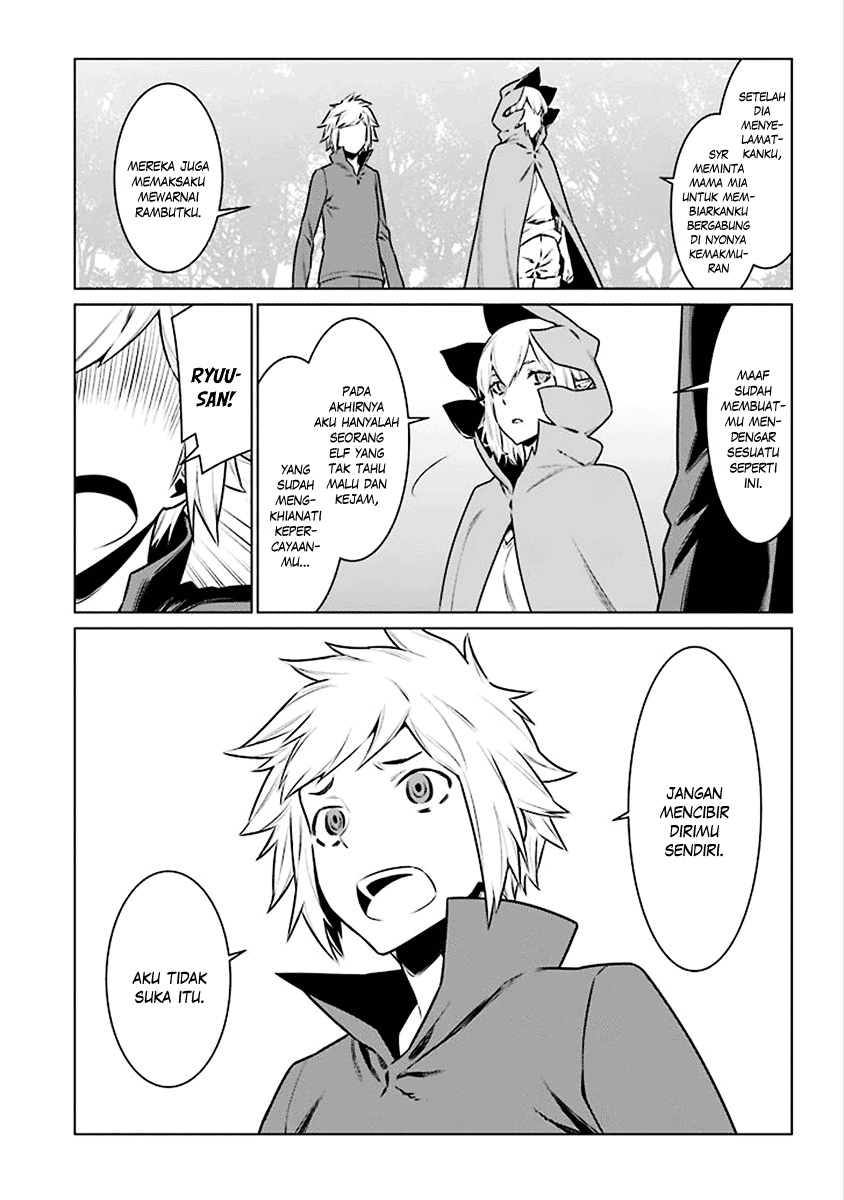 SETELAH
DIA
MENYE-
LAMAT-
KANKU,
SYR
MEMINTA
MAMA MIA
UNTUK MEM-
BIARKANKU
BERGABUNG
DI NYONYA
KEMAKMU-
RAN
MEREKA JUGA
MEMAKSAKU
MEWARNAI
RAMBUTKU.
MAAF
SUDAH
MEMBUAT-
MU MEN-
DENGAR
SESUATU
SEPERTI
INI.
PADA
AKHIRNYA
AKU HANYALAH
SEORANG
ELF YANG
TAK TAHU
MALU DAN
KEJAM,
YANG
SUDAH
MENG-
KHIANATI
KEPER-
CAYAAN-
MU...
RYUU-
SAN!
JANGAN
MENCIBIR
DIRIMU
SENDIRI.
AKU TIDAK
SUKA ITU.